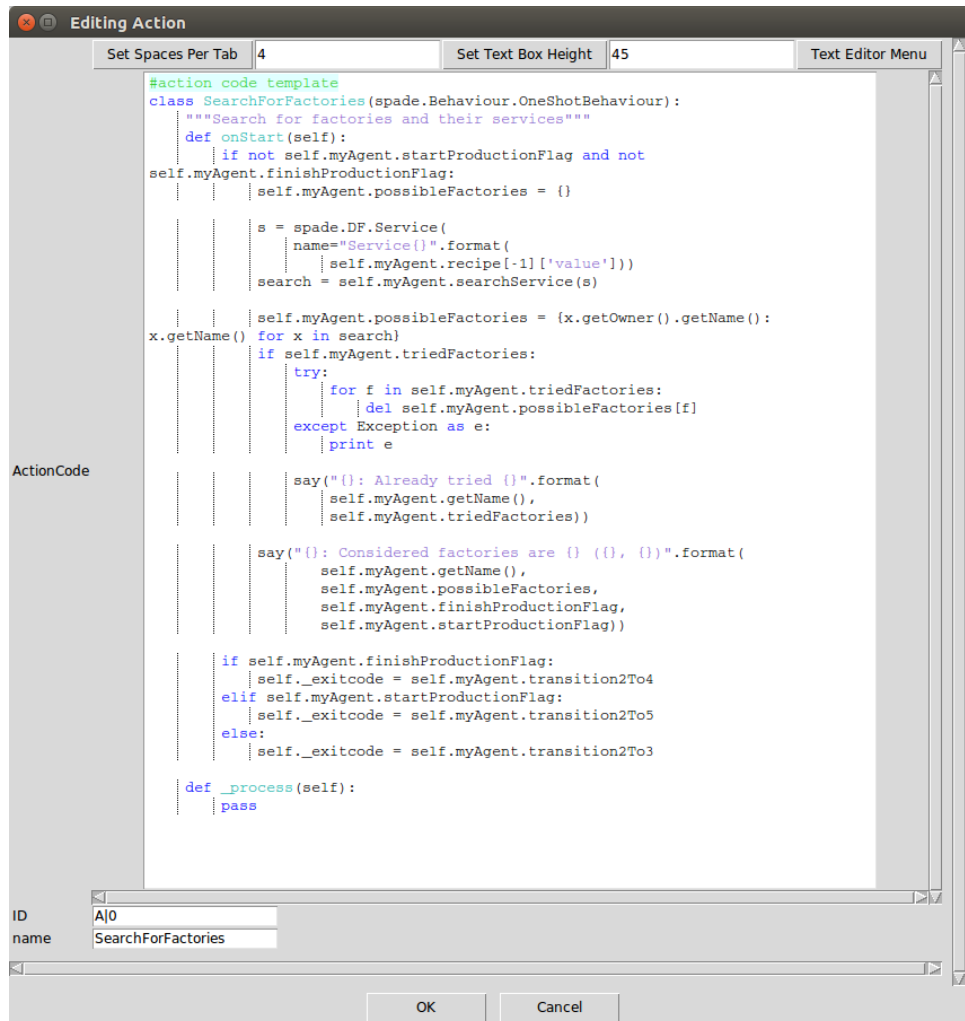 Editing Action
Set Spaces Per Tab 4 Set Text Box Height 45 Text Editor Menu
#action code template
class SearchForFactories(spade.Behaviour.OneShotBehaviour):
"""Search for factories and their services"""
def onStart(self):
if not self.myAgent.startProductionFlag and not
self.myAgent.finishProductionFlag:
self.myAgent.possibleFactories = {}
s = spade.DF.Service(
name="Service{}".format(
self.myAgent.recipe[-1]['value']))
search = self.myAgent.searchService(s)
self.myAgent.possibleFactories = {x.getOwner().getName():
x.getName() for x in search}
if self.myAgent.triedFactories:
try:
for f in self.myAgent.triedFactories:
del self.myAgent.possibleFactories[f]
except Exception as e:
print e
ActionCode
say("{}: Already tried {}".format(
self.myAgent.getName(),
self.myAgent.triedFactories))
say("{}: Considered factories are {} ({}, {})".format(
self.myAgent.getName(),
self.myAgent.possibleFactories,
self.myAgent.finishProductionFlag,
self.myAgent.startProductionFlag))
if self.myAgent.finishProductionFlag:
self._exitcode = self.myAgent.transition2To4
elif self.myAgent.startProductionFlag:
self._exitcode = self.myAgent.transition2To5
else:
self._exitcode = self.myAgent.transition2To3
def _process(self):
pass
ID A|0
name SearchForFactories
OK Cancel